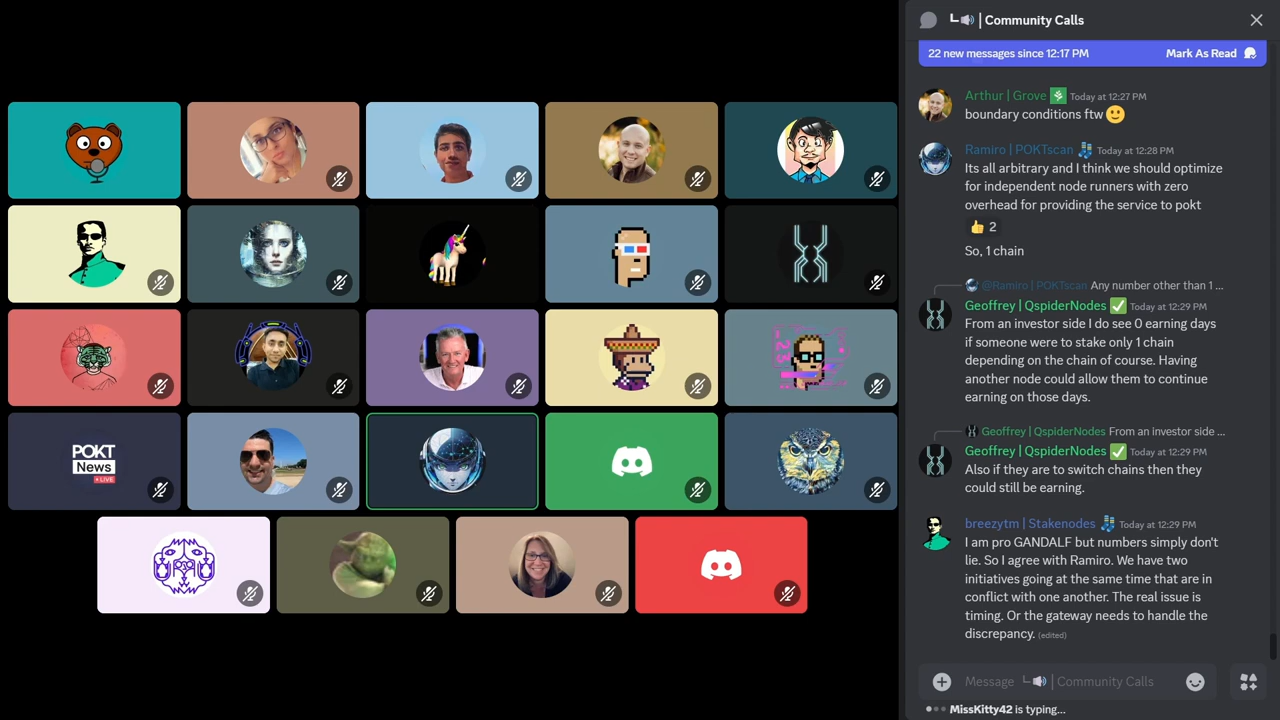 └🔊 | Community Calls
22 new messages since 12:17 PM Mark As Read
Arthur | Grove Today at 12:27 PM
boundary conditions ftw 🙂
Ramiro | POKTscan Today at 12:28 PM
Its all arbitrary and I think we should optimize
for independent node runners with zero
overhead for providing the service to pokt
👍 2
So, 1 chain
@Ramiro | POKTscan Any number other than 1 ...
Geoffrey | QspiderNodes ✅ Today at 12:29 PM
From an investor side I do see 0 earning days
if someone were to stake only 1 chain
depending on the chain of course. Having
another node could allow them to continue
earning on those days.
Geoffrey | QspiderNodes From an investor side ...
Geoffrey | QspiderNodes ✅ Today at 12:29 PM
Also if they are to switch chains then they
could still be earning.
breezytm | Stakenodes Today at 12:29 PM
I am pro GANDALF but numbers simply don't
lie. So I agree with Ramiro. We have two
initiatives going at the same time that are in
conflict with one another. The real issue is
timing. Or the gateway needs to handle the
discrepancy. (edited)
Message └🔊 | Community Calls
MissKitty42 is typing...
POKT
News
LIVE